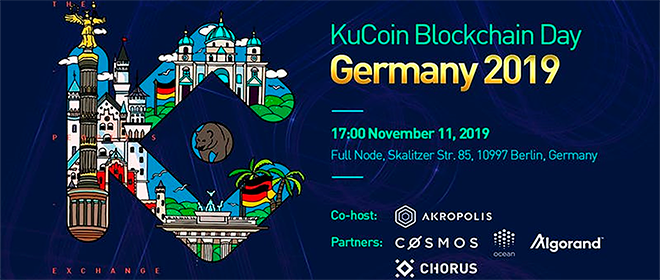 THE
PEOPLE'S
EXCHANGE
KuCoin Blockchain Day
Germany 2019
17:00 November 11, 2019
Full Node, Skalitzer Str. 85, 10997 Berlin, Germany
Co-host: AKROPOLIS
Partners: COSMOS ocean Algorand
CHORUS